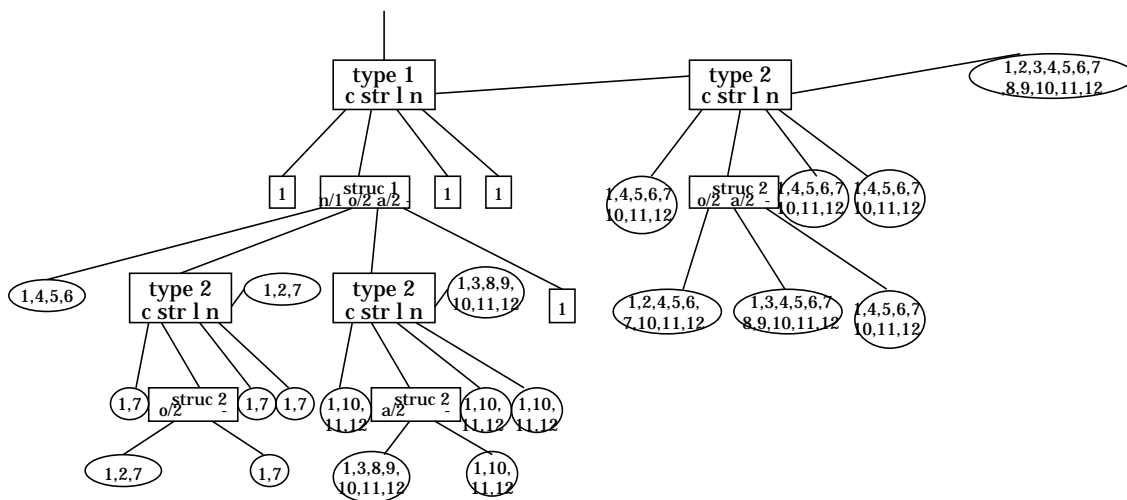 type 1
c str l n
type 2
c str l n
1,2,3,4,5,6,7
,8,9,10,11,12
1
struc 1
n/1 o/2 a/2 -
1
1
1,4,5,6,7
10,11,12
struc 2
o/2 a/2 -
1,4,5,6,7
10,11,12
1,4,5,6,7
10,11,12
1,4,5,6
type 2
c str l n
1,2,7
type 2
c str l n
1,3,8,9,
10,11,12
1
1,2,4,5,6,
7,10,11,12
1,3,4,5,6,7
8,9,10,11,12
1,4,5,6,7
10,11,12
1,7
struc 2
o/2 -
1,7
1,7
1,10,
11,12
struc 2
a/2 -
1,10,
11,12
1,10,
11,12
1,2,7
1,7
1,3,8,9,
10,11,12
1,10,
11,12